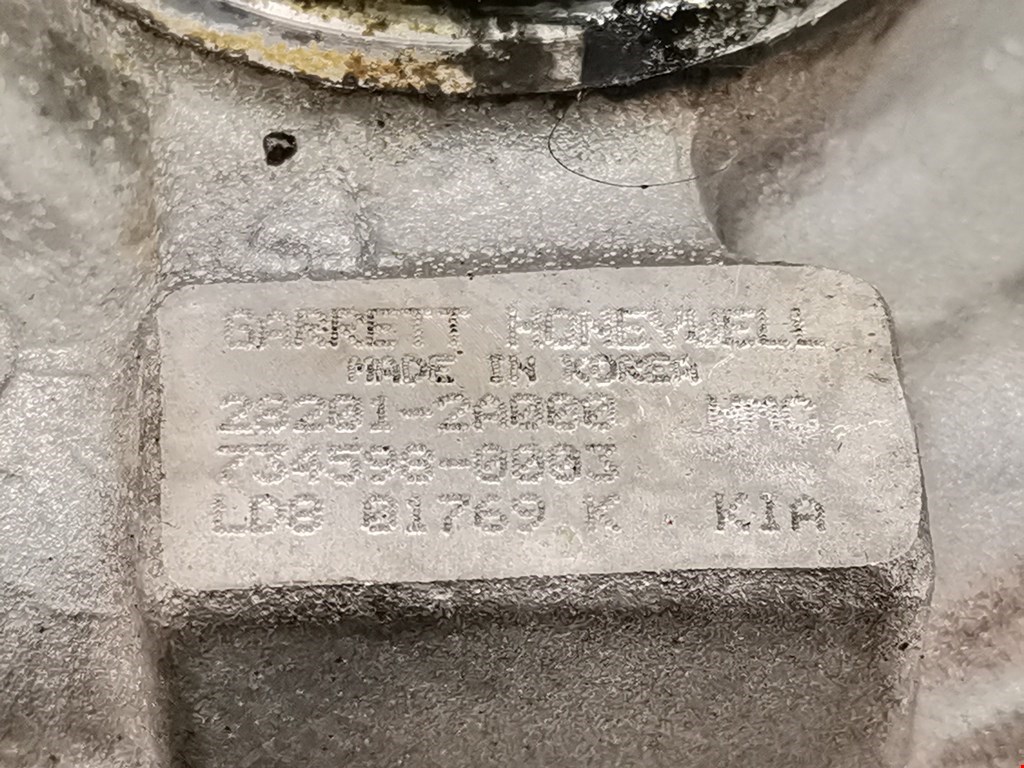 GARRETT HONEYWELL
MADE IN KOREA
28201-2A000 HMC
734598-0003
LD8 01769 K KIA